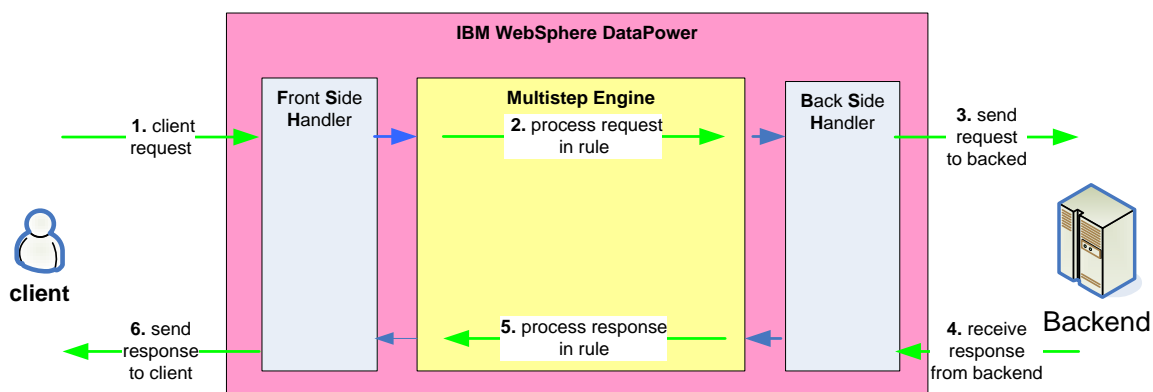 IBM WebSphere DataPower
Front Side
Handler
Multistep Engine
Back Side
Handler
1. client
request
2. process request
in rule
3. send
request
to backed
client
Backend
6. send
response
to client
5. process response
in rule
4. receive
response
from backend